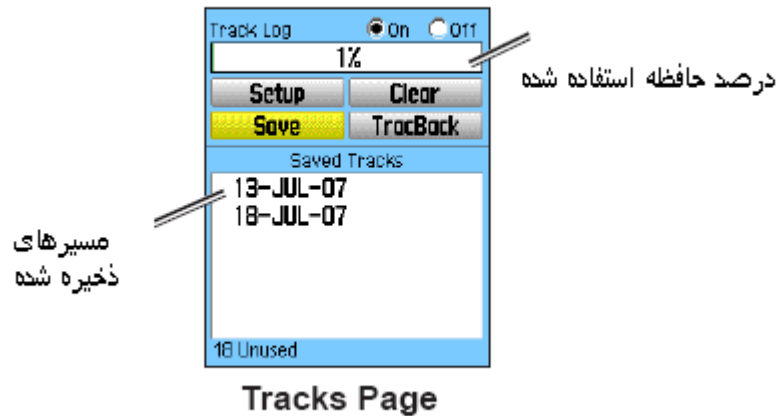 Track Log On Off
1%
درصد حافظه استفاده شده
Setup Clear
Save TracBack
Saved Tracks
13-JUL-07
18-JUL-07
مسیرهای
ذخیره شده
18 Unused
Tracks Page